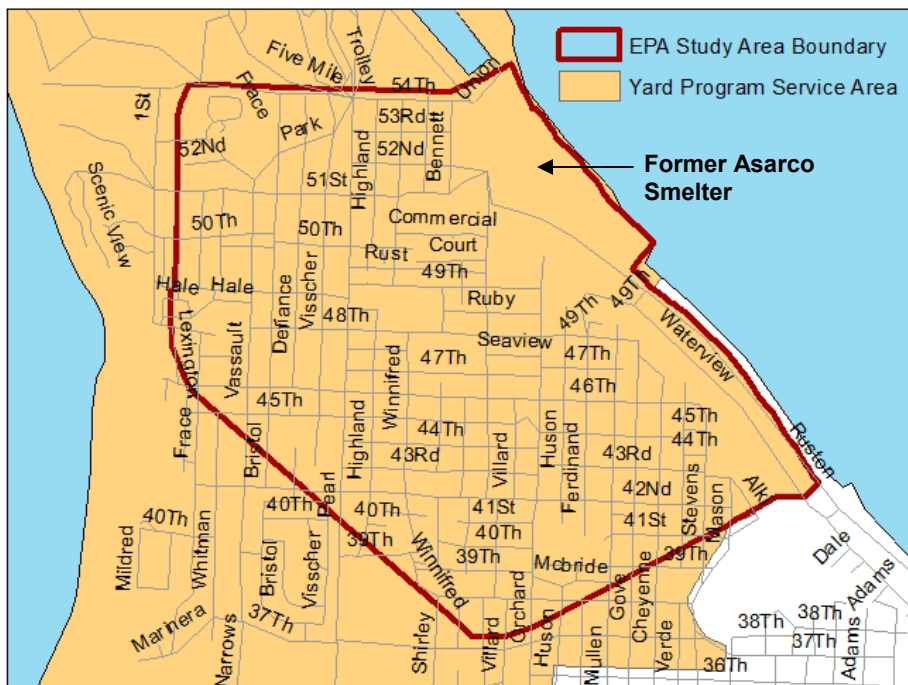 EPA Study Area Boundary
Yard Program Service Area
Former Asarco
Smelter
Five Mile
Trolley
Union
54Th
1St
Frace
Park
53Rd
52Nd
52Nd
Bennett
Highland
51St
Scenic View
50Th
50Th
Commercial
Court
Rust
49Th
Visscher
Defiance
Hale
Hale
Ruby
49Th
49Th
Waterview
Lexington
Vassault
48Th
Seaview
47Th
47Th
Winnifred
46Th
45Th
45Th
Frace
Bristol
Highland
44Th
44Th
43Rd
43Rd
Villard
Huson
Ferdinand
Ruston
Pearl
42Nd
Stevens
Mason
Alk
40Th
40Th
40Th
41St
41St
40Th
39Th
39Th
39Th
Mildred
Whitman
Bristol
Visscher
Winnifred
Mcbride
Dale
Adams
Marinera
37Th
Narrows
Shirley
Villard
Orchard
Huson
Mullen
Gove
Cheyenne
Verde
38Th
38Th
37Th
36Th
Adams